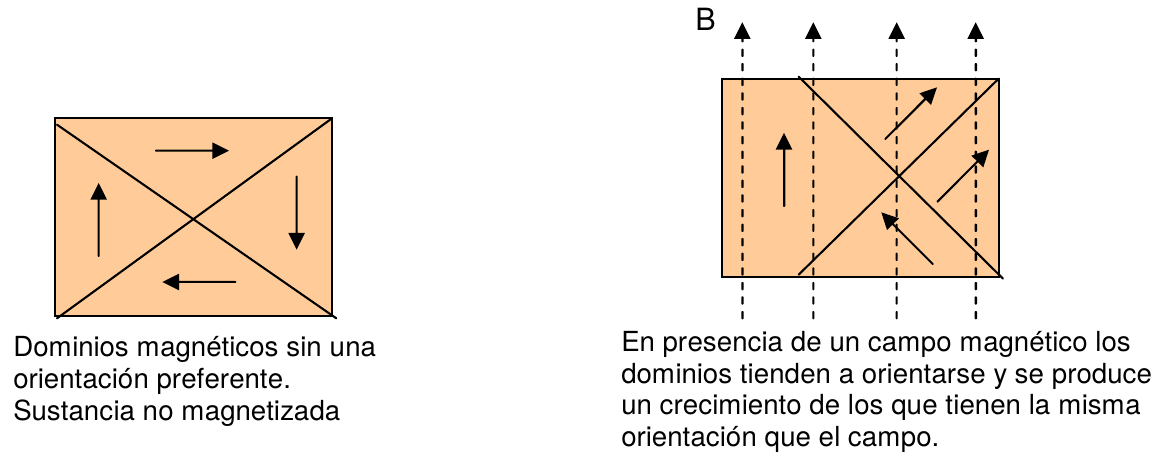 B
Dominios magnéticos sin una
orientación preferente.
Sustancia no magnetizada
En presencia de un campo magnético los
dominios tienden a orientarse y se produce
un crecimiento de los que tienen la misma
orientación que el campo.